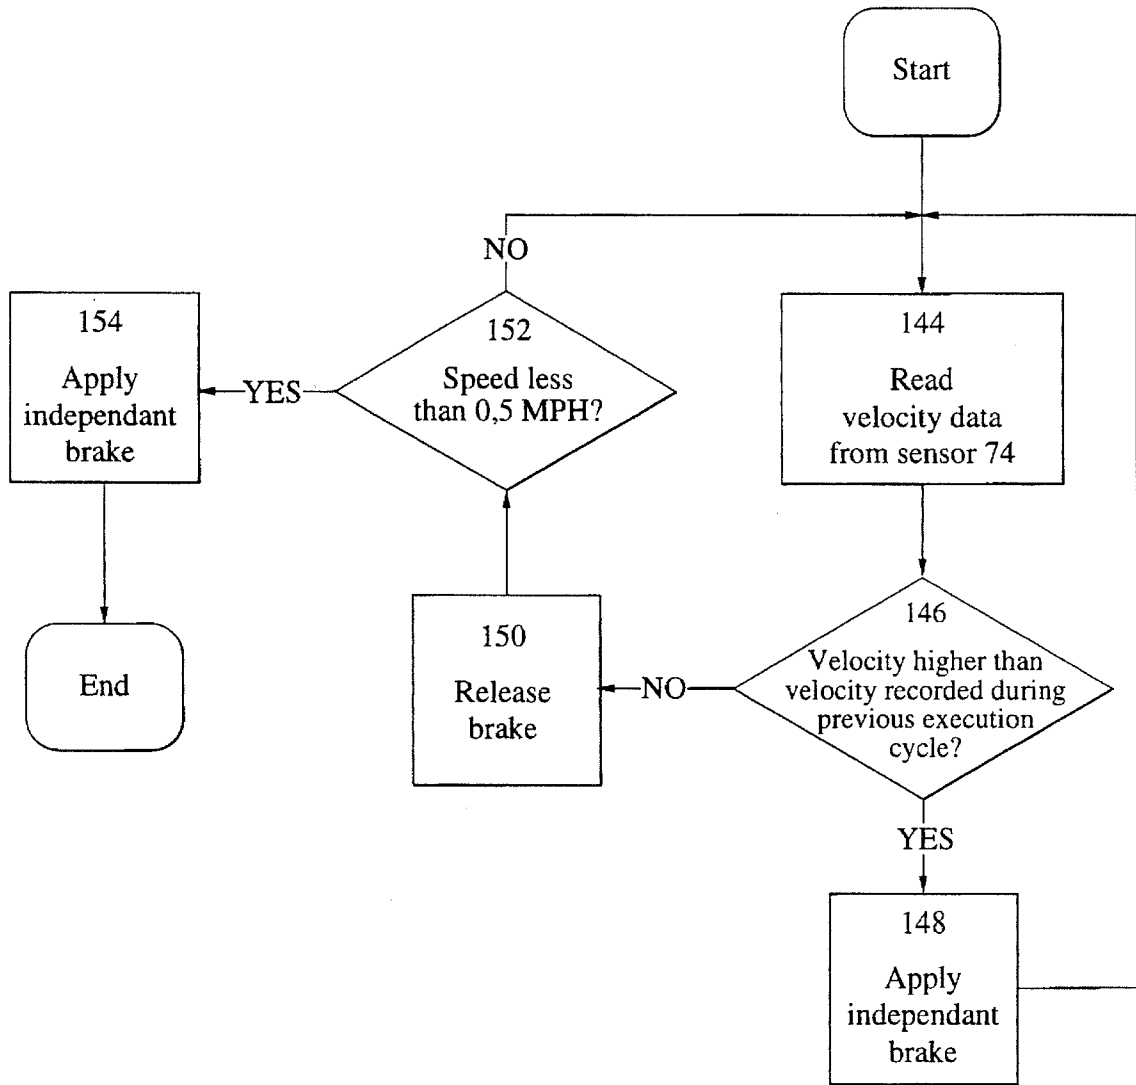 Start
NO
154
Apply
independant
brake
YES
152
Speed less
than 0,5 MPH?
144
Read
velocity data
from sensor 74
End
150
Release
brake
NO
146
Velocity higher than
velocity recorded during
previous execution
cycle?
YES
148
Apply
independant
brake